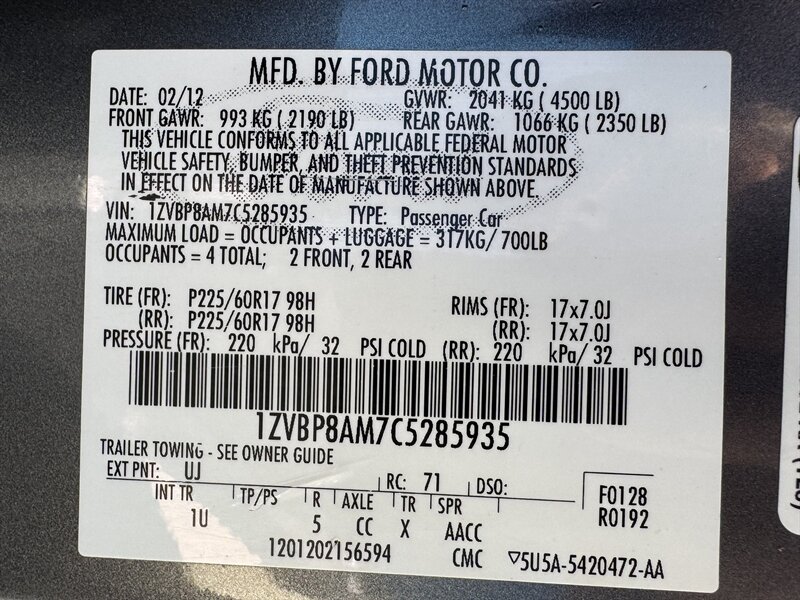 MFD. BY FORD MOTOR CO.
DATE: 02/12 GVWR: 2041 KG ( 4500 LB)
FRONT GAWR: 993 KG ( 2190 LB) REAR GAWR: 1066 KG ( 2350 LB)
THIS VEHICLE CONFORMS TO ALL APPLICABLE FEDERAL MOTOR
VEHICLE SAFETY, BUMPER, AND THEFT PREVENTION STANDARDS
IN EFFECT ON THE DATE OF MANUFACTURE SHOWN ABOVE.
VIN: 1ZVBP8AM7C5285935 TYPE: Passenger Car
MAXIMUM LOAD = OCCUPANTS + LUGGAGE = 317KG/ 700LB
OCCUPANTS = 4 TOTAL; 2 FRONT, 2 REAR
TIRE (FR): P225/60R17 98H RIMS (FR): 17x7.0J
(RR): P225/60R17 98H (RR): 17x7.0J
PRESSURE (FR): 220 kPa/ 32 PSI COLD (RR): 220 kPa/ 32 PSI COLD
1ZVBP8AM7C5285935
TRAILER TOWING - SEE OWNER GUIDE
EXT PNT: UJ RC: 71 DSO: F0128
INT TR TP/PS R AXLE TR SPR R0192
1U 5 CC X AACC
1201202156594 CMC ▽5U5A-5420472-AA